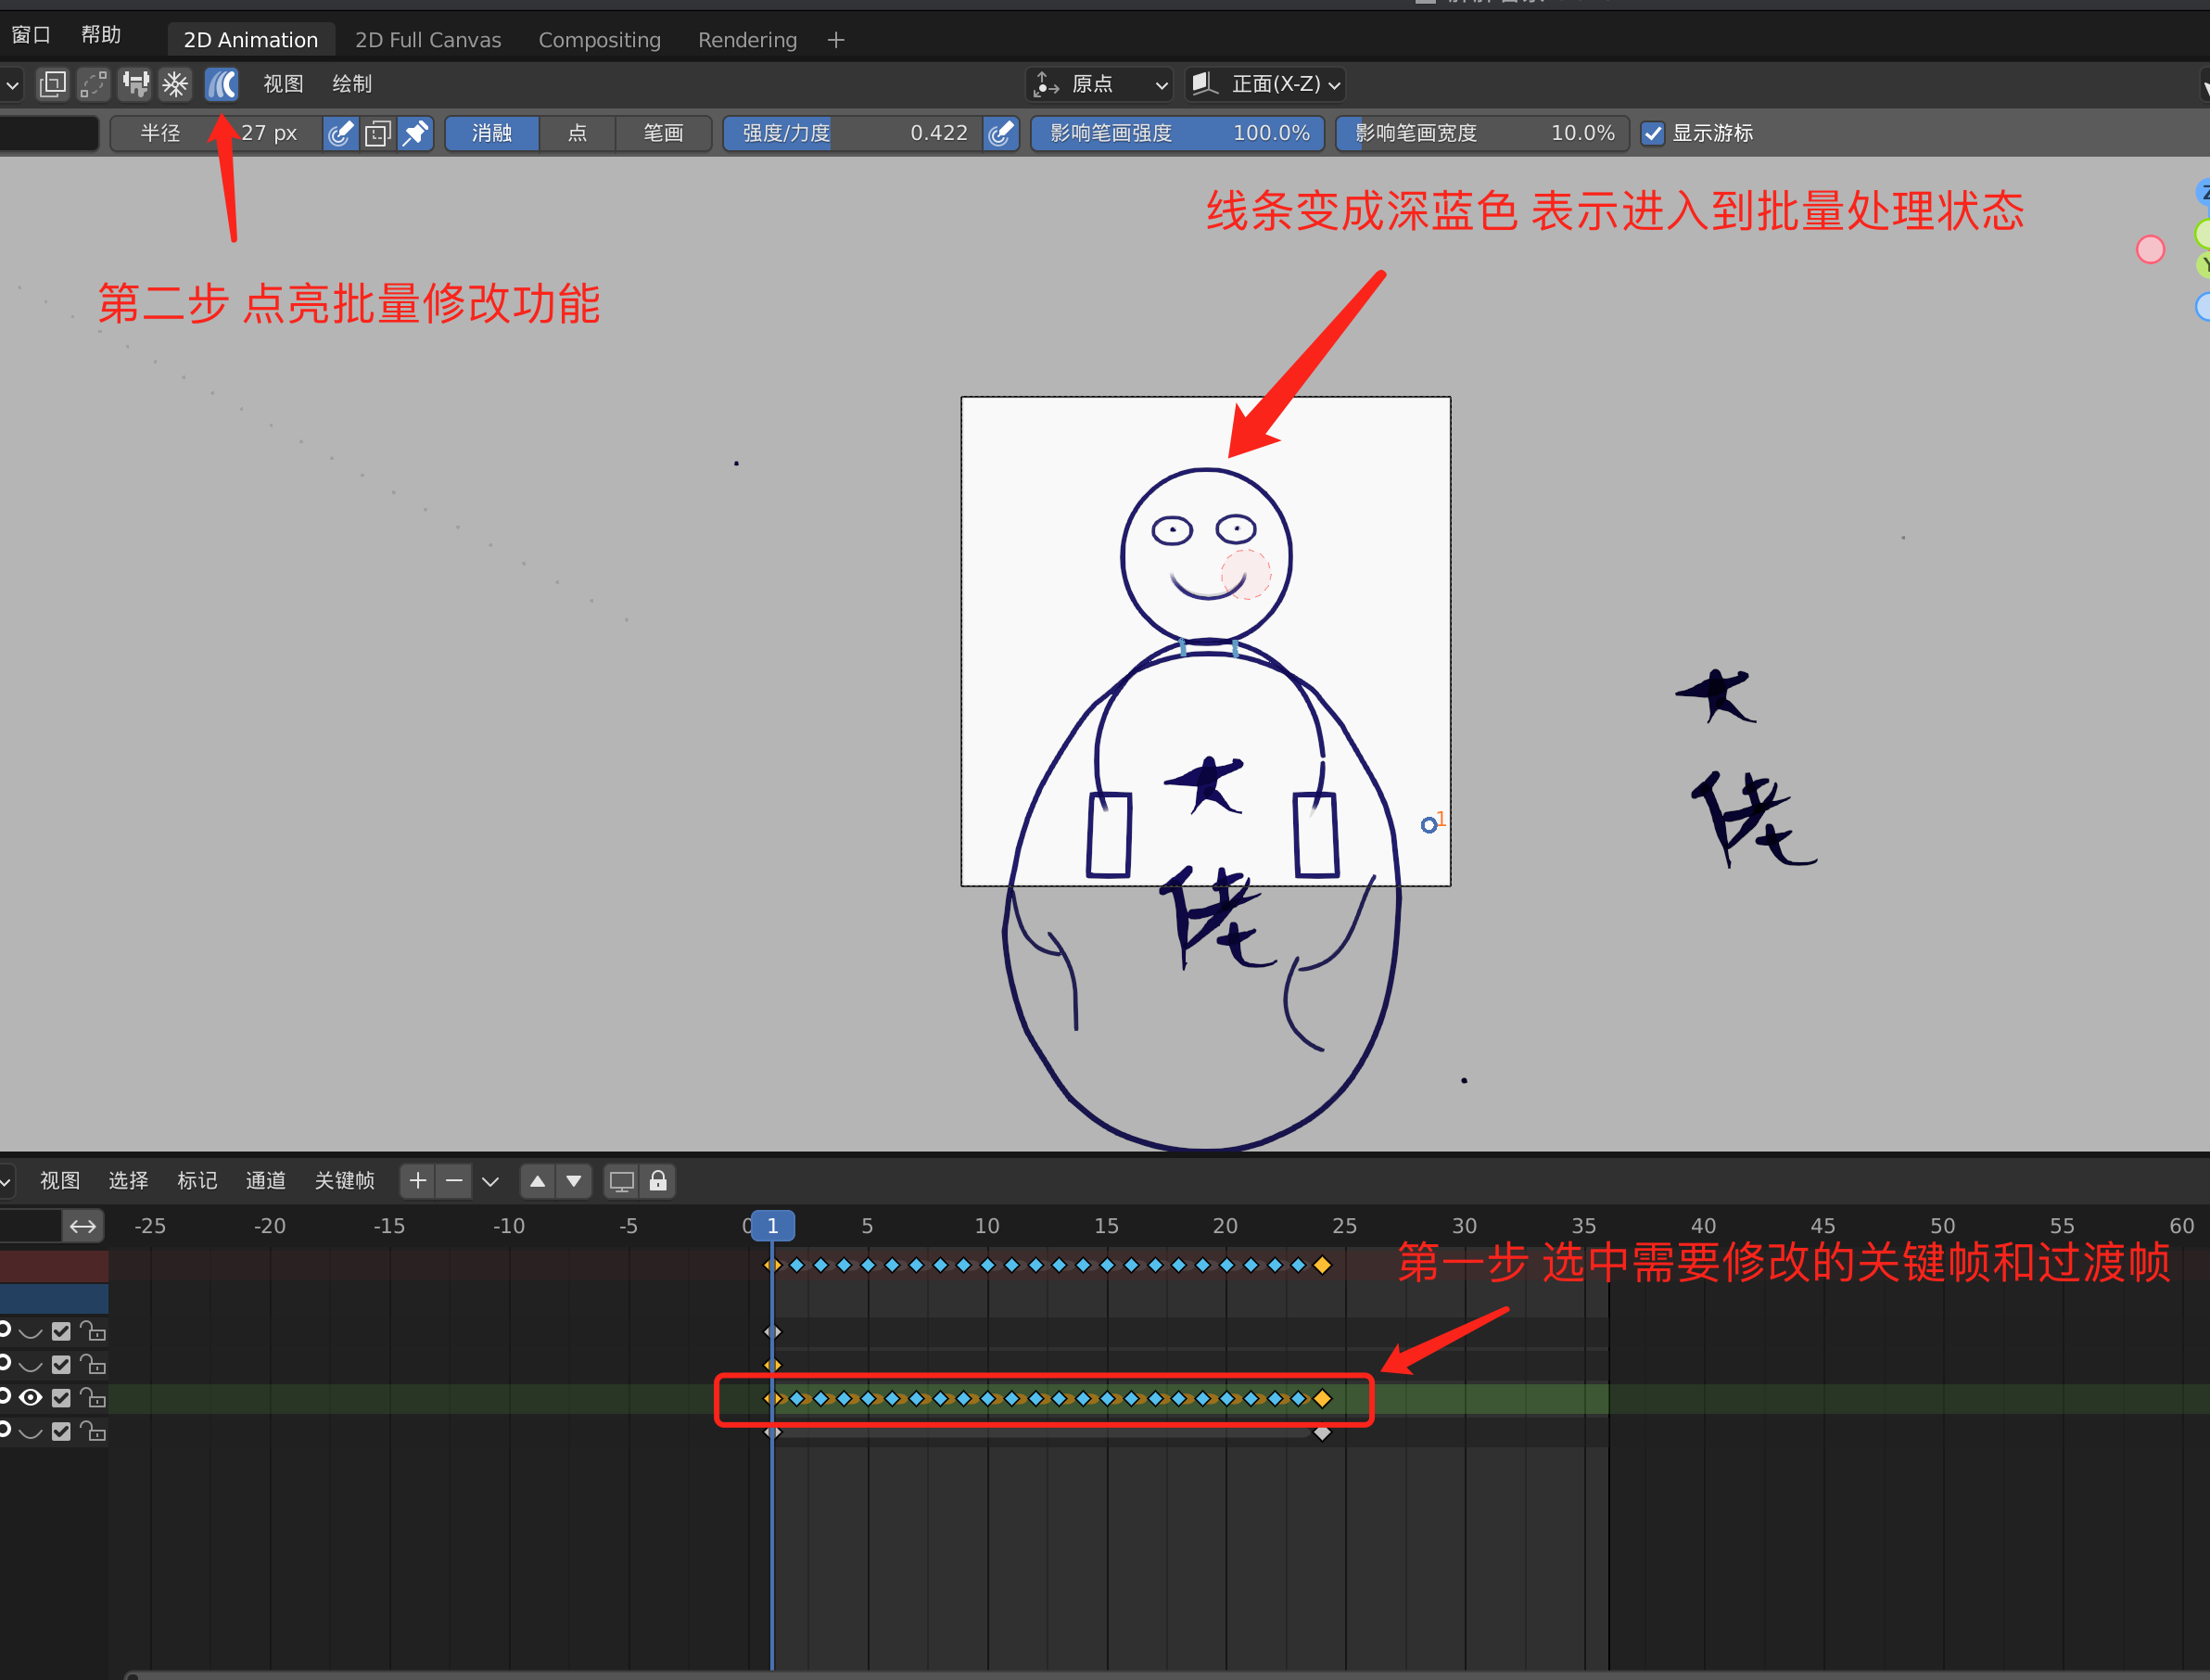 窗口 帮助 2D Animation 2D Full Canvas Compositing Rendering +
视图 绘制 原点 正面(X-Z)
半径 27 px 消融 点 笔画 强度/力度 0.422 影响笔画强度 100.0% 影响笔画宽度 10.0% 显示游标
线条变成深蓝色 表示进入到批量处理状态
Z
Y
第二步 点亮批量修改功能
1
视图 选择 标记 通道 关键帧
-25 -20 -15 -10 -5 0 1 5 10 15 20 25 30 35 40 45 50 55 60
第一步 选中需要修改的关键帧和过渡帧